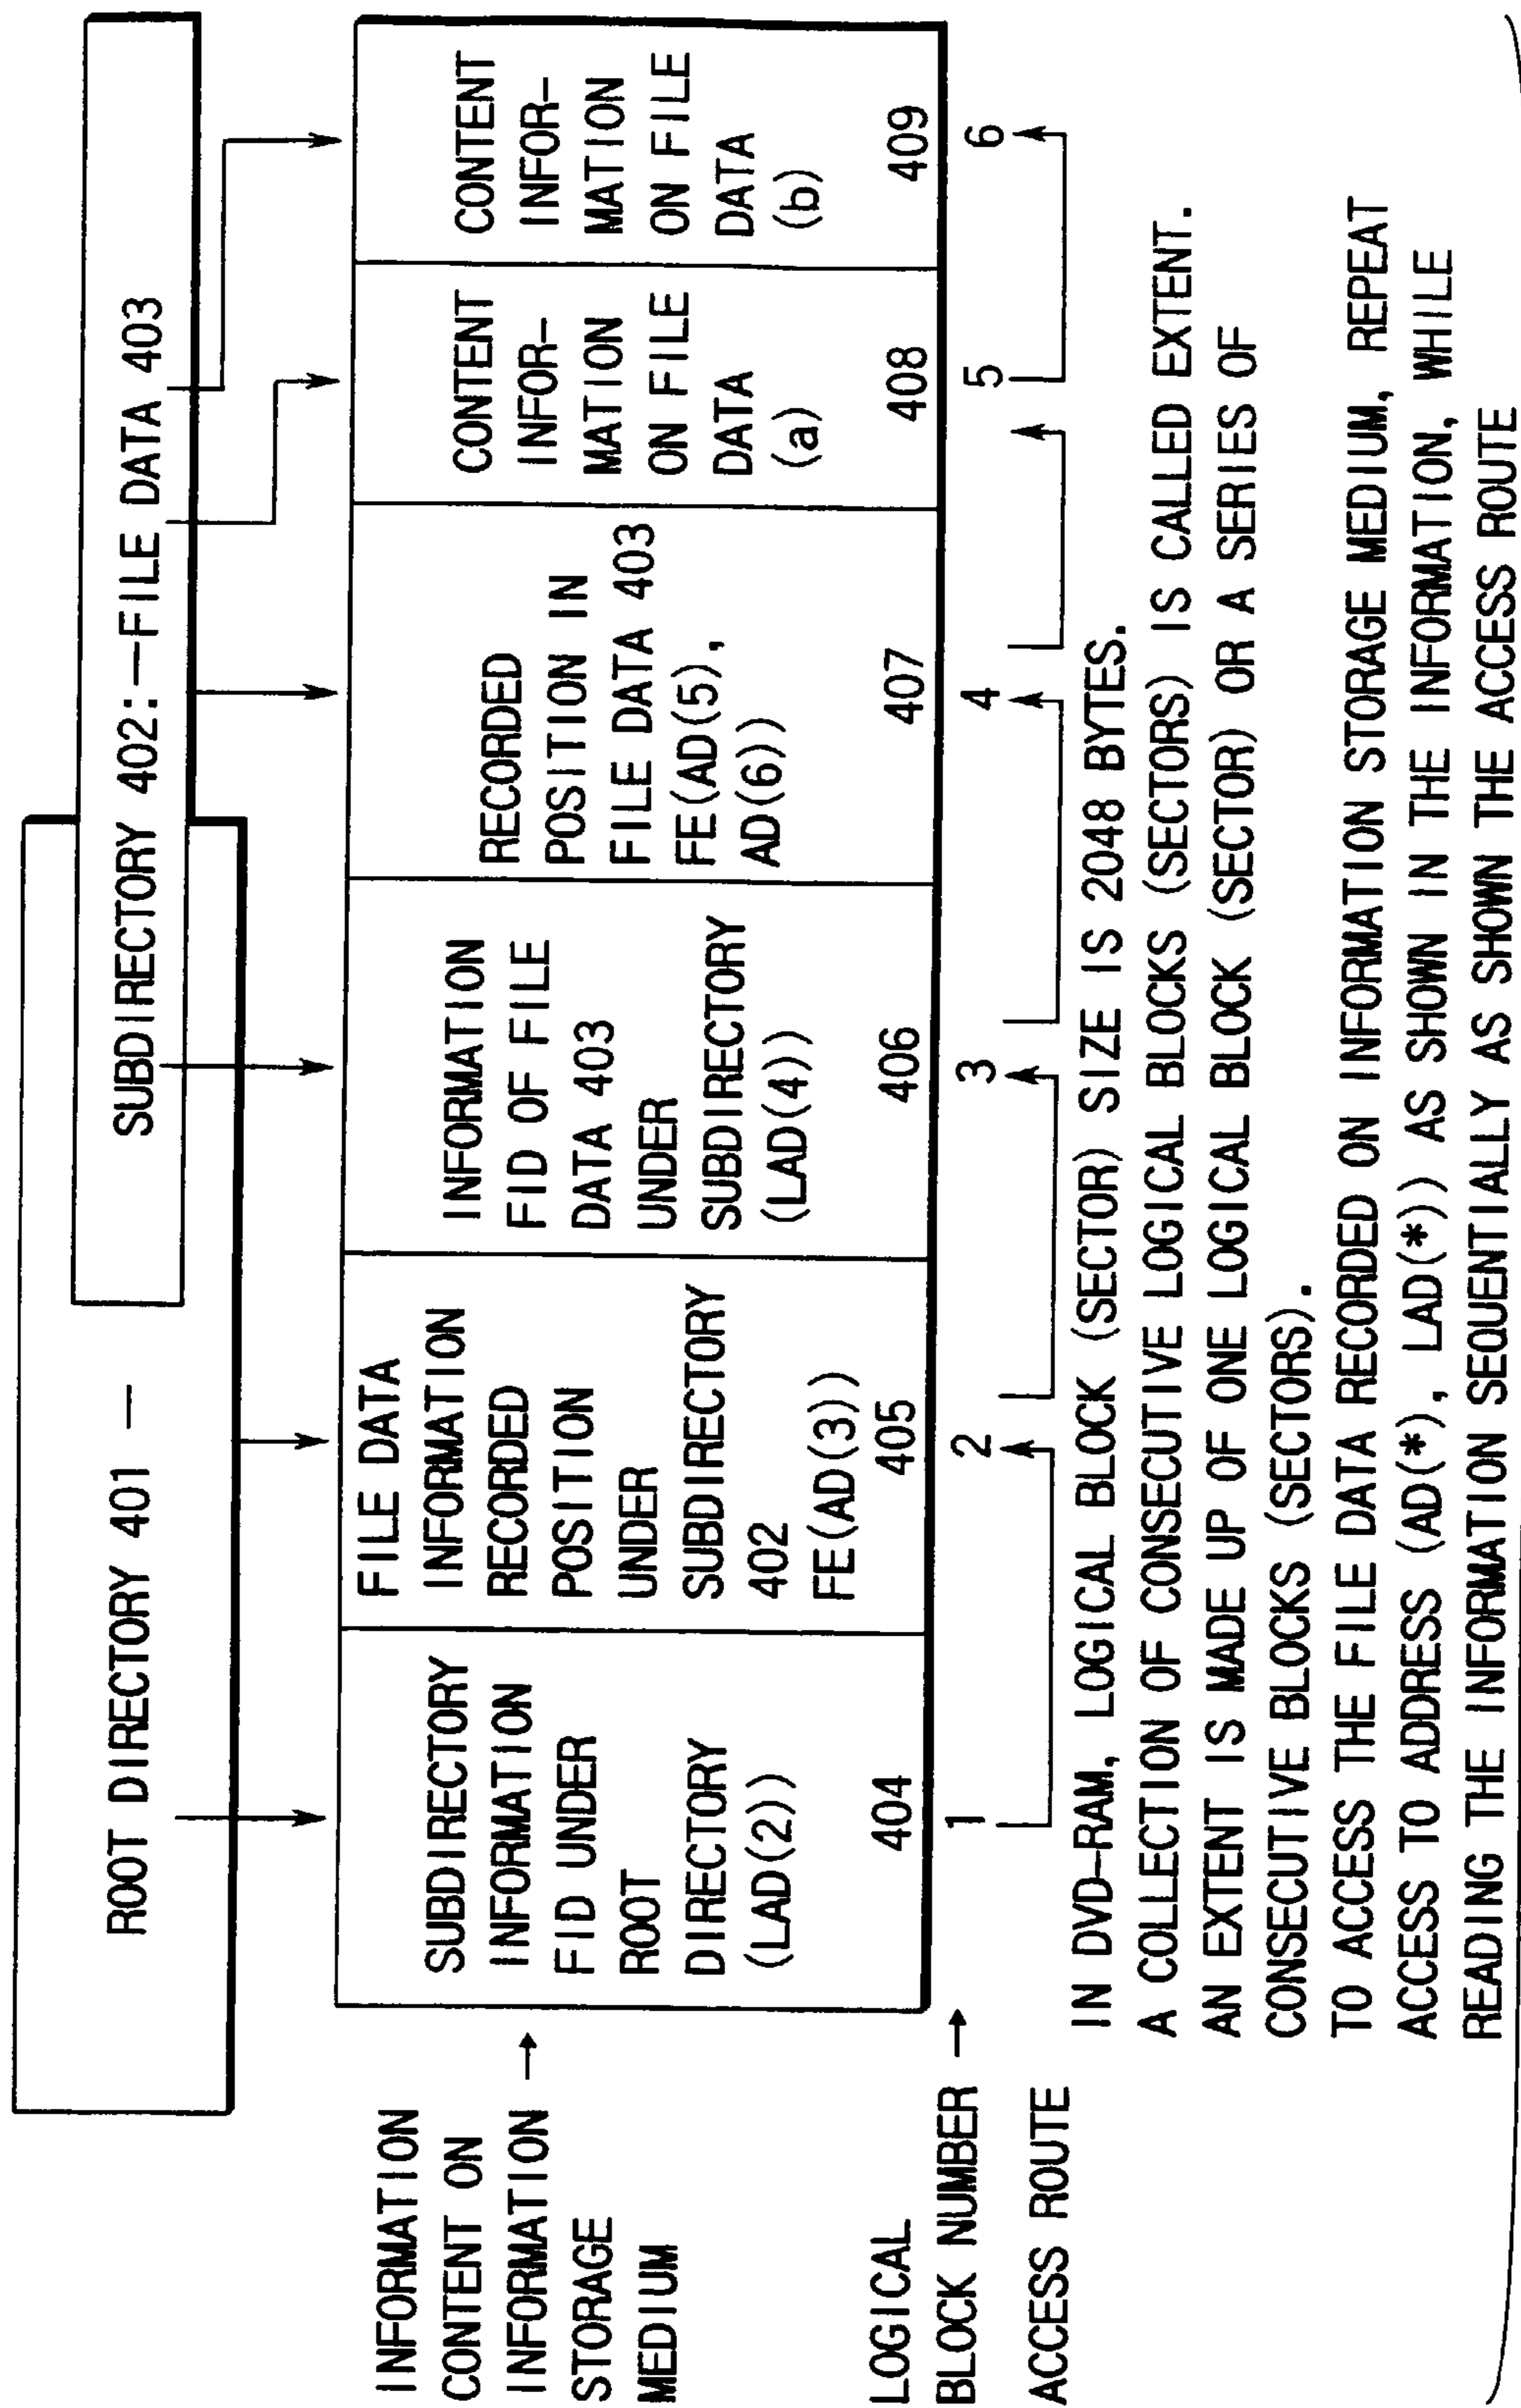 ROOT DIRECTORY 401 —
SUBDIRECTORY 402:—FILE DATA 403
INFORMATION
CONTENT ON
INFORMATION →
STORAGE
MEDIUM
SUBDIRECTORY
INFORMATION
FID UNDER
ROOT
DIRECTORY
(LAD(2))
404
FILE DATA
INFORMATION
RECORDED
POSITION
UNDER
SUBDIRECTORY
402
FE(AD(3))
405
INFORMATION
FID OF FILE
DATA 403
UNDER
SUBDIRECTORY
(LAD(4))
406
RECORDED
POSITION IN
FILE DATA 403
FE(AD(5),
AD(6))
407
CONTENT
INFOR–
MATION
ON FILE
DATA
(a)
408
CONTENT
INFOR–
MATION
ON FILE
DATA
(b)
409
LOGICAL
BLOCK NUMBER →
1 2 3 4 5 6
ACCESS ROUTE
IN DVD–RAM, LOGICAL BLOCK (SECTOR) SIZE IS 2048 BYTES.
A COLLECTION OF CONSECUTIVE LOGICAL BLOCKS (SECTORS) IS CALLED EXTENT.
AN EXTENT IS MADE UP OF ONE LOGICAL BLOCK (SECTOR) OR A SERIES OF
CONSECUTIVE BLOCKS (SECTORS).
TO ACCESS THE FILE DATA RECORDED ON INFORMATION STORAGE MEDIUM, REPEAT
ACCESS TO ADDRESS (AD(*), LAD(*)) AS SHOWN IN THE INFORMATION, WHILE
READING THE INFORMATION SEQUENTIALLY AS SHOWN THE ACCESS ROUTE